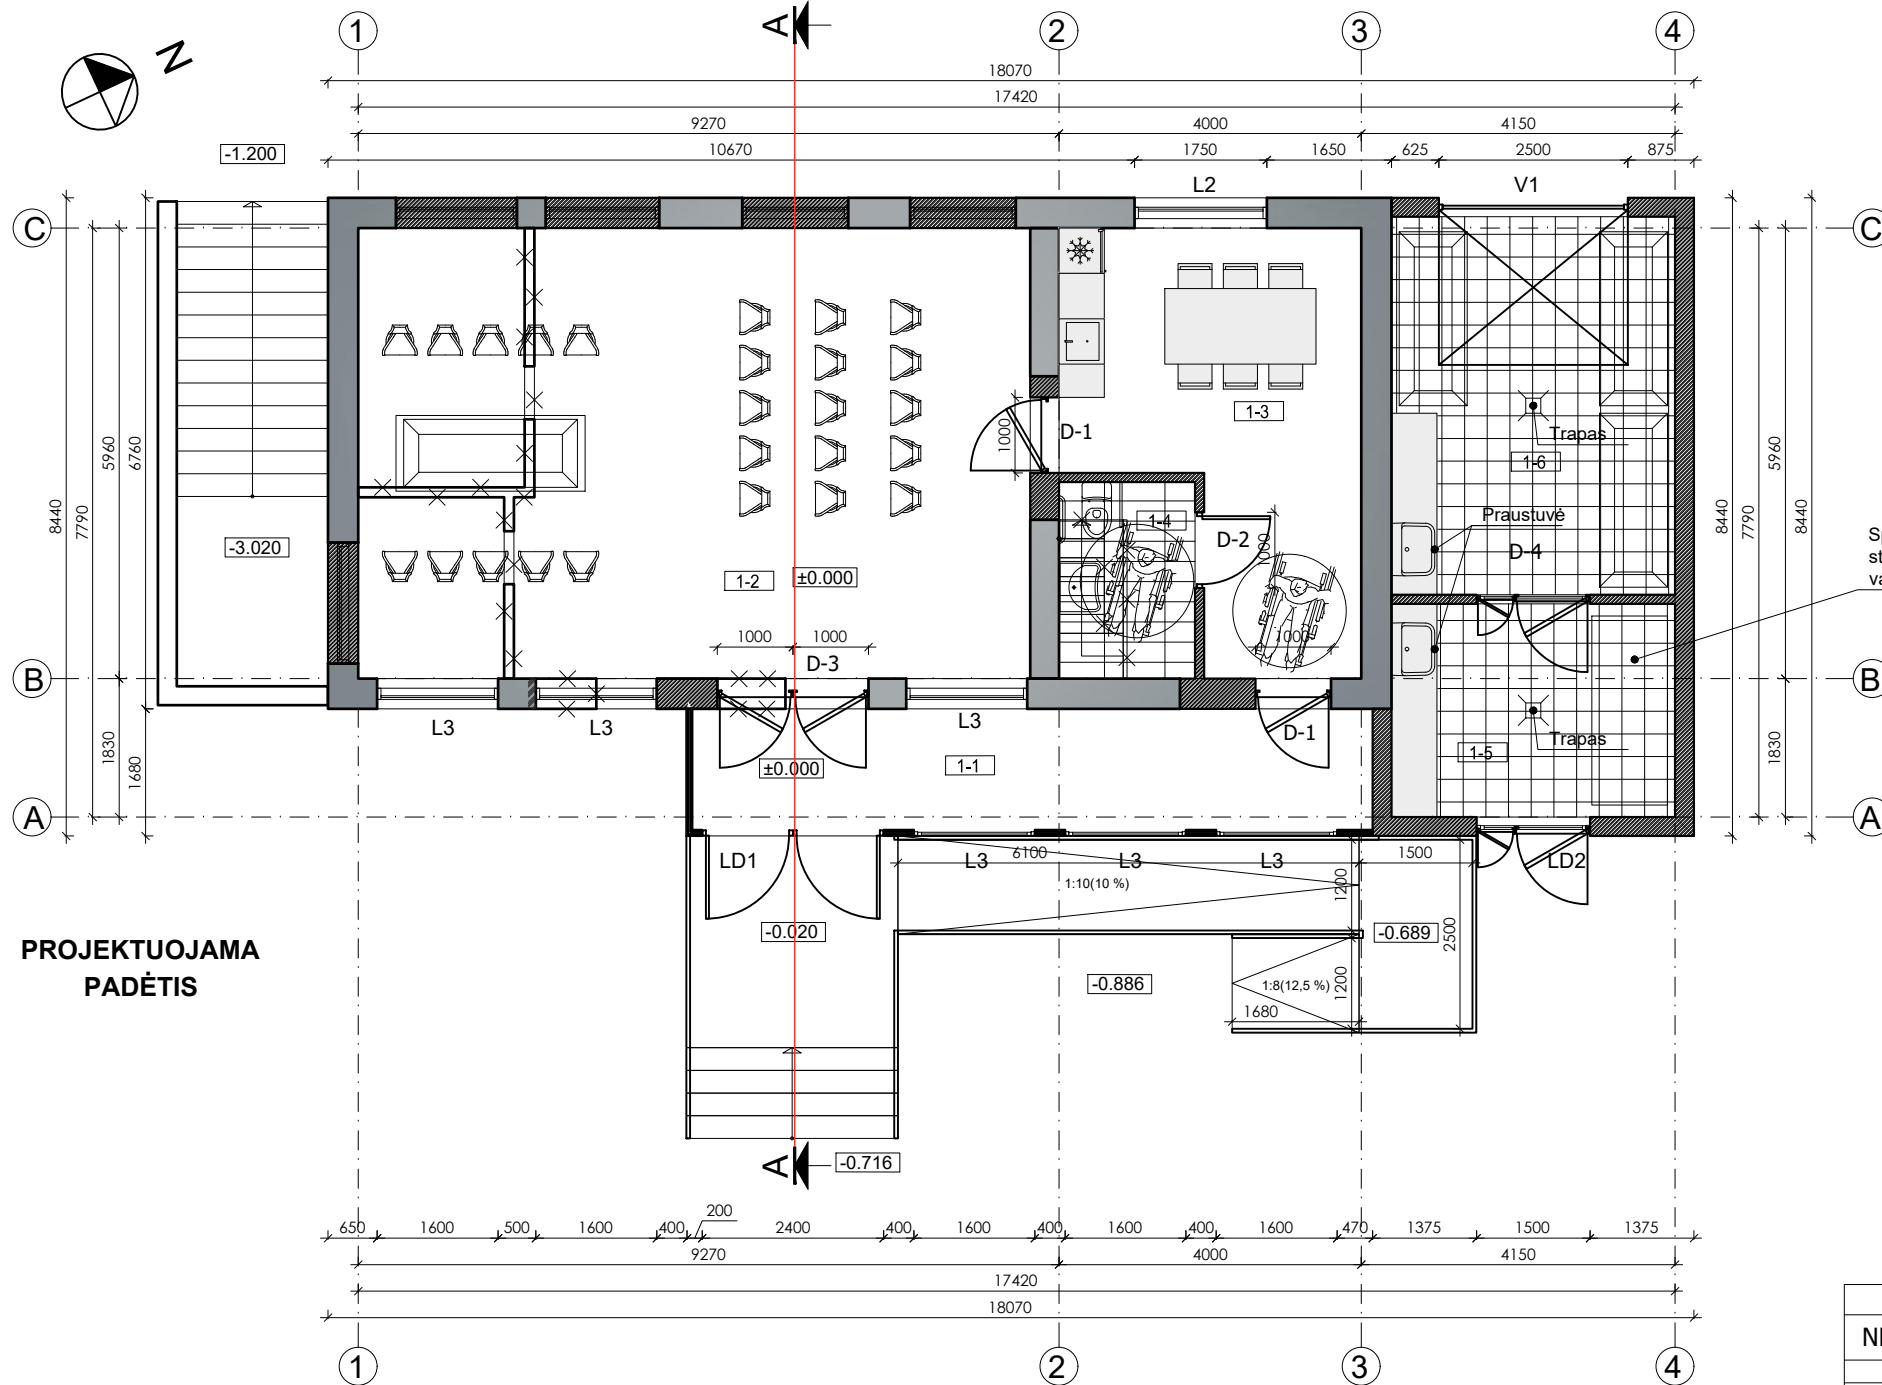 1
A
2
3
4
N
18070
17420
9270
4000
4150
-1.200
10670
1750
1650
625
2500
875
L2
V1
C
C
1-3
D-1
1000
Trapas
1-6
5960
6760
8440
7790
5960
8440
7790
8440
-3.020
1-2
±0.000
1-4
D-2
1000
Praustuvė
D-4
1000
1000
D-3
1000
B
B
L3
L3
L3
D-1
1830
1680
±0.000
1-1
1-5
Trapas
1830
A
A
LD1
L3
6100
L3
L3
1500
LD2
1:10(10 %)
1200
-0.020
-0.689
2500
PROJEKTUOJAMA
PADĖTIS
-0.886
1:8(12,5 %)
1200
1680
A
-0.716
200
650
1600
500
1600
400
2400
400
1600
400
1600
400
1600
470
1375
1500
1375
9270
4000
4150
17420
18070
1
2
3
4